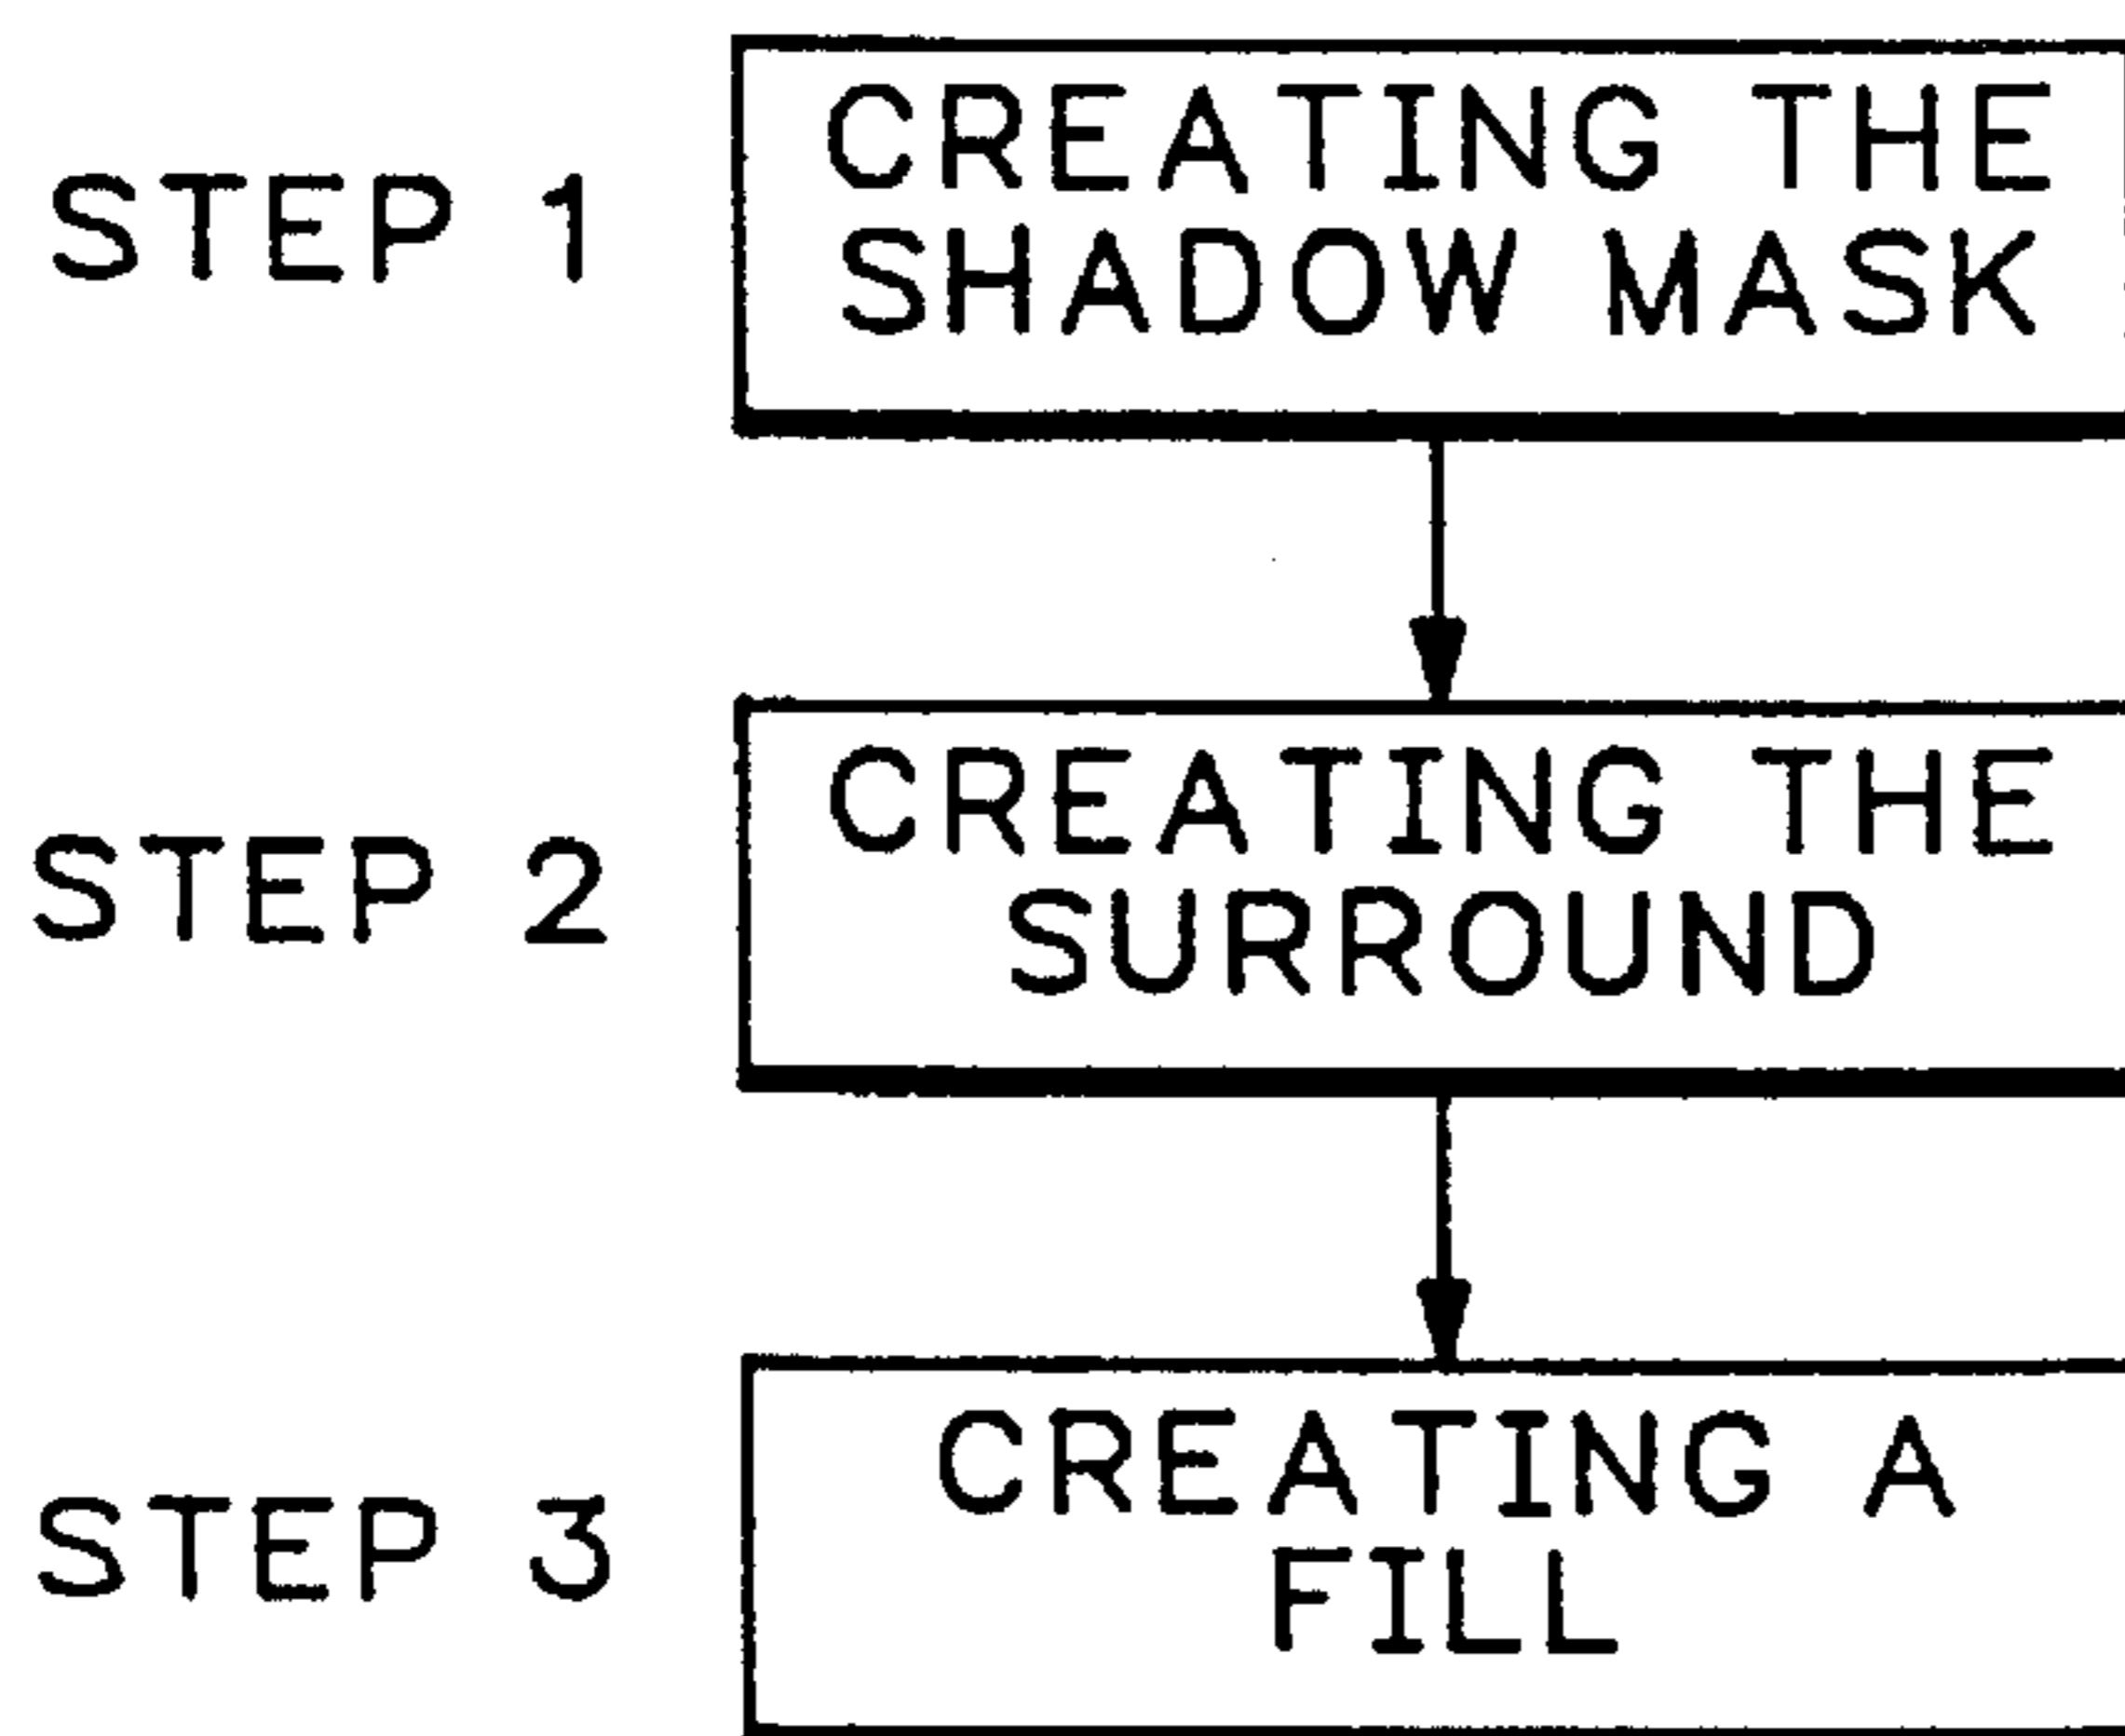 STEP 1
CREATING THE
SHADOW MASK
STEP 2
CREATING THE
SURROUND
STEP 3
CREATING A
FILL